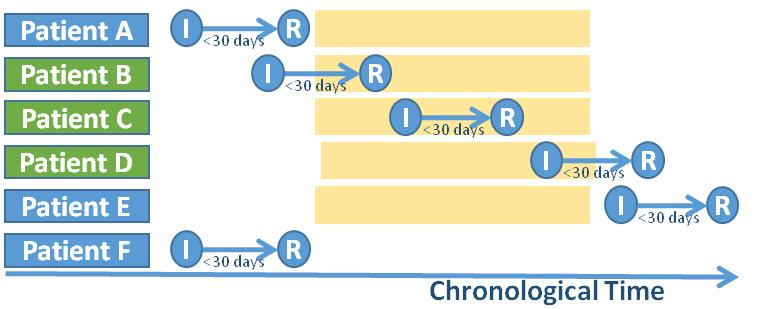 Patient A I <30 days R
Patient B I <30 days R
Patient C I <30 days R
Patient D I <30 days R
Patient E I <30 days R
Patient F I <30 days R
Chronological Time